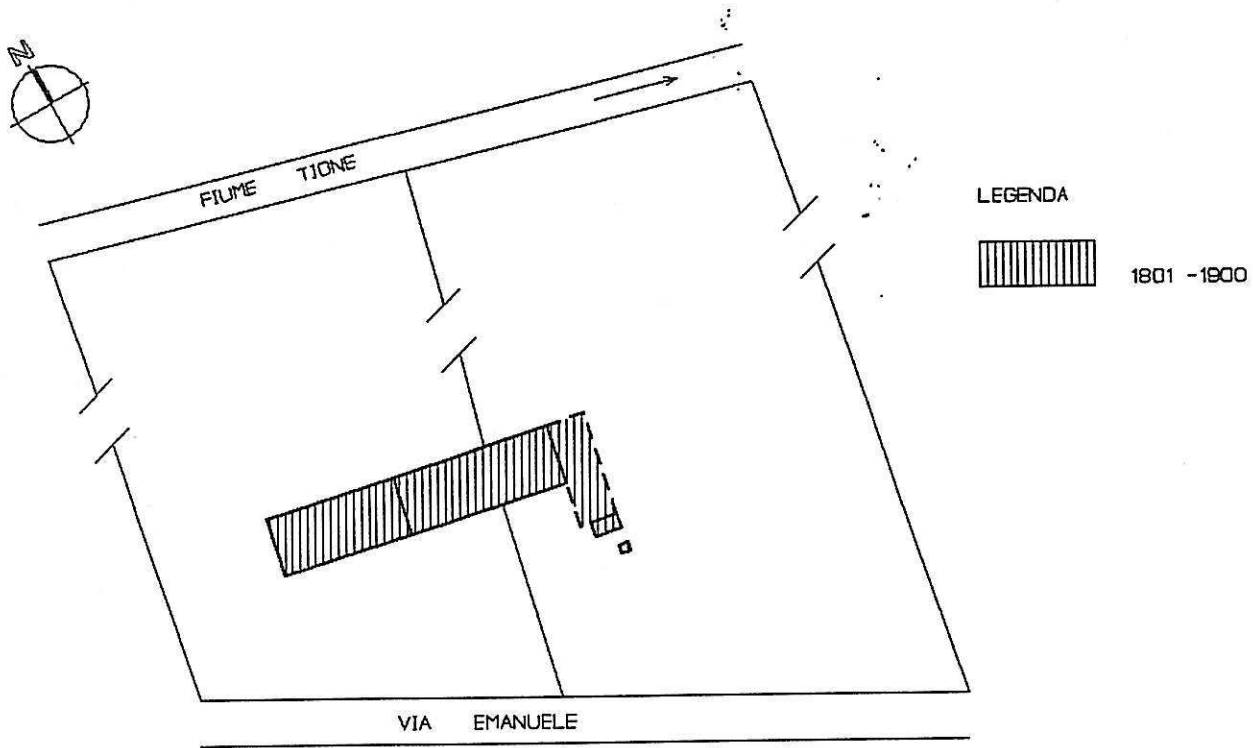 N
FIUME TIONE
LEGENDA
1801 -1900
VIA EMANUELE